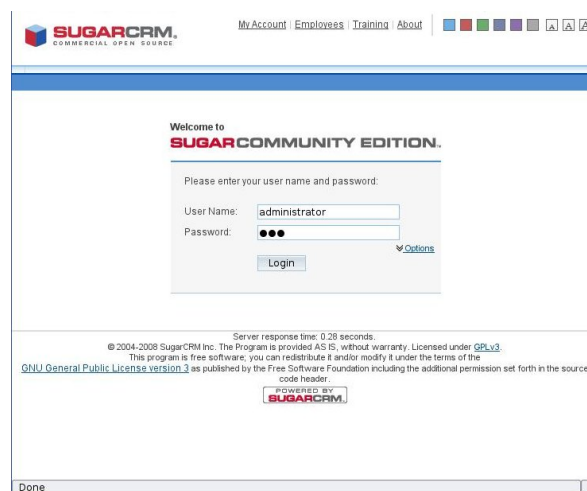 SUGARCRM.
COMMERCIAL OPEN SOURCE
My Account | Employees | Training | About
A A A
Welcome to
SUGAR COMMUNITY EDITION.
Please enter your user name and password:
User Name: administrator
Password: ●●●
Options
Login
Server response time: 0.28 seconds.
© 2004-2008 SugarCRM Inc. The Program is provided AS IS, without warranty. Licensed under GPLv3.
This program is free software; you can redistribute it and/or modify it under the terms of the
GNU General Public License version 3 as published by the Free Software Foundation including the additional permission set forth in the source
code header.
POWERED BY
SUGARCRM.
Done